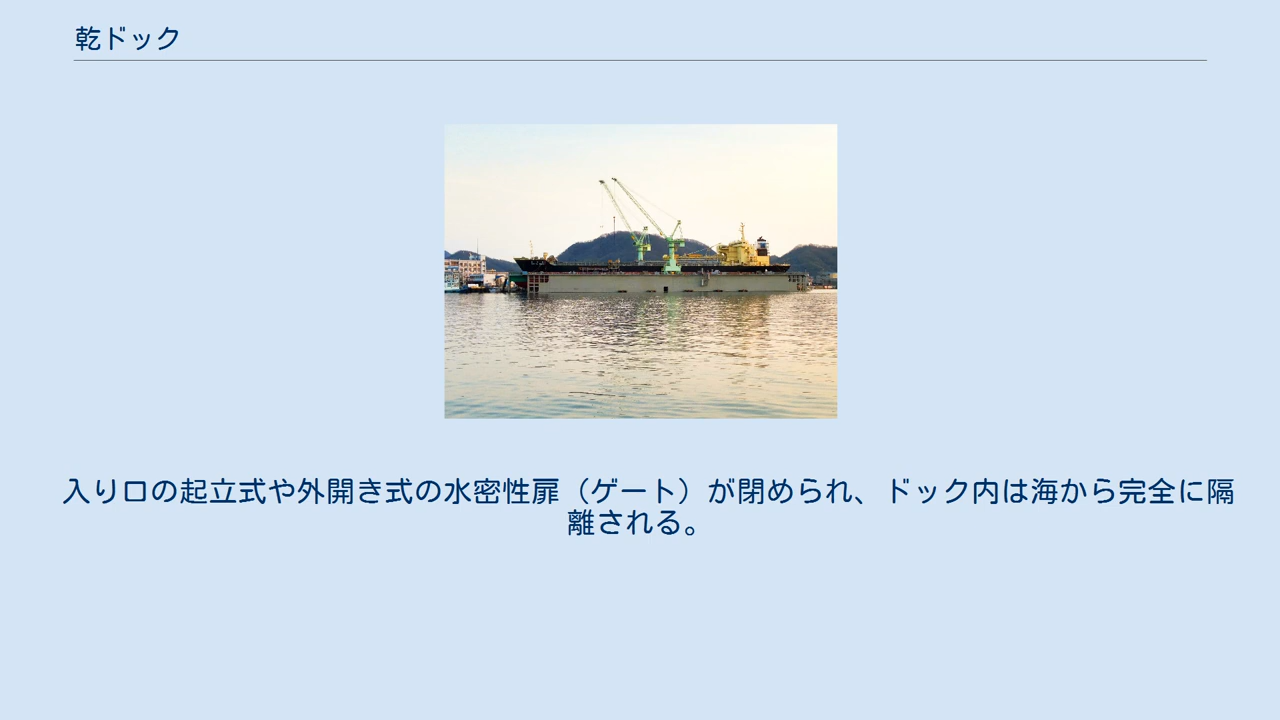 乾ドック
入り口の起立式や外開き式の水密性扉（ゲート）が閉められ、ドック内は海から完全に隔
離される。